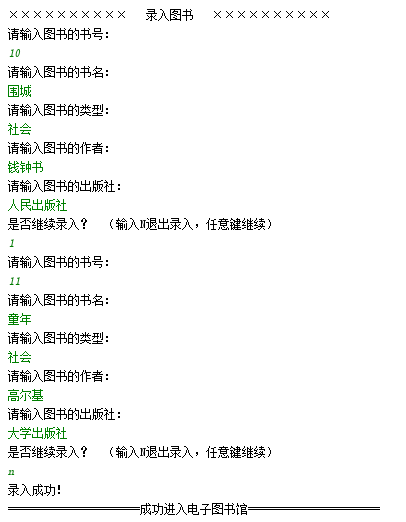 ××××××××××  录入图书  ××××××××××
请输入图书的书号：
10
请输入图书的书名：
围城
请输入图书的类型：
社会
请输入图书的作者：
钱钟书
请输入图书的出版社：
人民出版社
是否继续录入？  （输入N退出录入，任意键继续）
1
请输入图书的书号：
11
请输入图书的书名：
童年
请输入图书的类型：
社会
请输入图书的作者：
高尔基
请输入图书的出版社：
大学出版社
是否继续录入？  （输入N退出录入，任意键继续）
n
录入成功！
═══════════成功进入电子图书馆═══════════